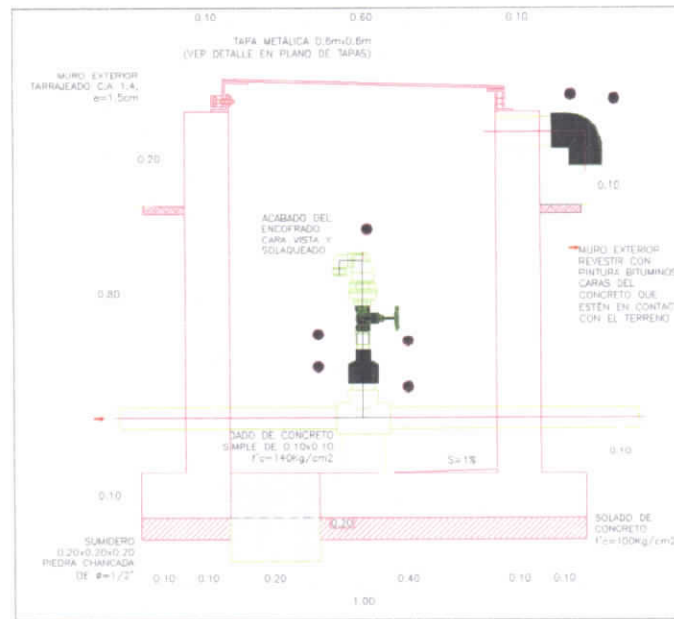 0.10 0.60 0.10
TAPA METÁLICA 0.6mx0.6m
(VER DETALLE EN PLANO DE TAPAS)
MURO EXTERIOR
TARRAJEADO C:A 1:4,
e=1.5cm
0.20
0.10
ACABADO DEL
ENCOFRADO
CARA VISTA Y
SOLAQUEADO
MURO EXTERIOR
REVESTIR CON
PINTURA BITUMINOS
CARAS DEL
CONCRETO QUE
ESTÉN EN CONTAC
CON EL TERRENO
0.80
DADO DE CONCRETO
SIMPLE DE 0.10x0.10
f'c=140Kg/cm2
S=1%
0.10
0.10
0.20
SOLADO DE
CONCRETO
f'c=100Kg/cm2
SUMIDERO
0.20x0.20x0.20
PIEDRA CHANCADA
DE Ø=1/2"
0.10 0.10 0.20 0.40 0.10 0.10
1.00